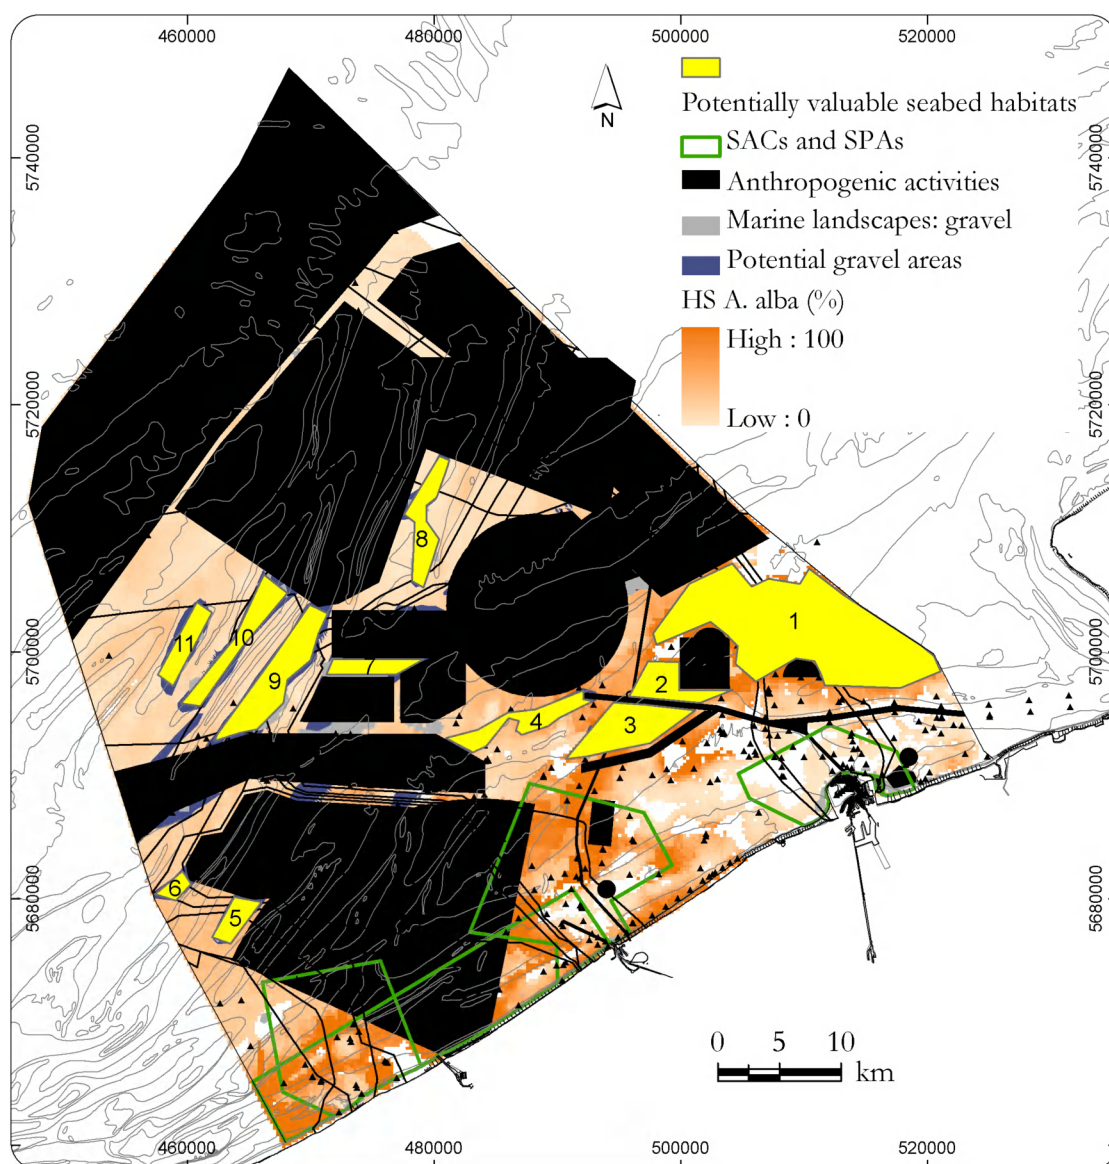 460000 480000 500000 520000
Potentially valuable seabed habitats
SACs and SPAs
N
5740000 5740000
Anthropogenic activities
Marine landscapes: gravel
Potential gravel areas
HS A. alba (%)
High : 100
5720000 5720000
Low : 0
8
1
11 10
5700000 5700000
9
2
4 3
6
5
5680000 5680000
0 5 10
km
460000 480000 500000 520000